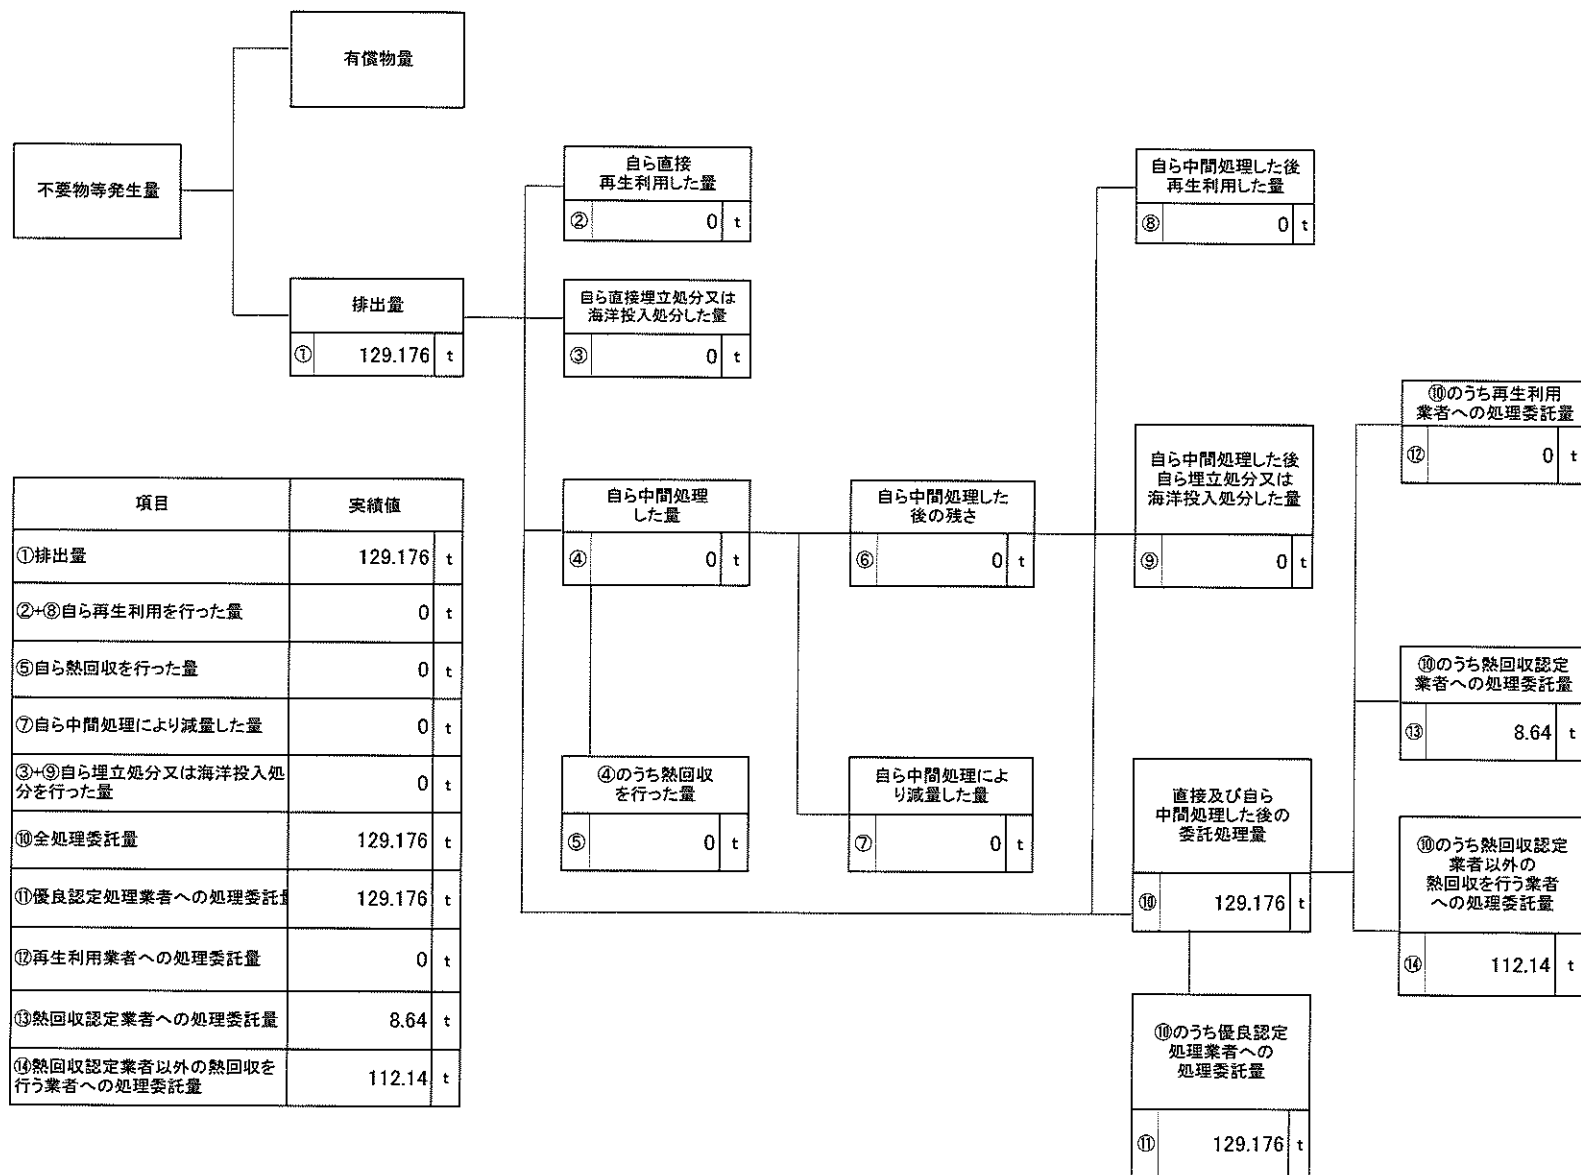 有償物量
不要物等発生量
排出量
① 129.176 t
自ら直接
再生利用した量
② 0 t
自ら直接埋立処分又は
海洋投入処分した量
③ 0 t
自ら中間処理
した量
④ 0 t
④のうち熱回収
を行った量
⑤ 0 t
自ら中間処理した
後の残さ
⑥ 0 t
自ら中間処理によ
り減量した量
⑦ 0 t
自ら中間処理した後
再生利用した量
⑧ 0 t
自ら中間処理した後
自ら埋立処分又は
海洋投入処分した量
⑨ 0 t
直接及び自ら
中間処理した後の
委託処理量
⑩ 129.176 t
⑩のうち優良認定
処理業者への
処理委託量
⑪ 129.176 t
⑩のうち再生利用
業者への処理委託量
⑫ 0 t
⑩のうち熱回収認定
業者への処理委託量
⑬ 8.64 t
⑩のうち熱回収認定
業者以外の
熱回収を行う業者
への処理委託量
⑭ 112.14 t
項目 実績値
①排出量 129.176 t
②+⑧自ら再生利用を行った量 0 t
⑤自ら熱回収を行った量 0 t
⑦自ら中間処理により減量した量 0 t
③+⑨自ら埋立処分又は海洋投入処
分を行った量 0 t
⑩全処理委託量 129.176 t
⑪優良認定処理業者への処理委託 129.176 t
⑫再生利用業者への処理委託量 0 t
⑬熱回収認定業者への処理委託量 8.64 t
⑭熱回収認定業者以外の熱回収を
行う業者への処理委託量 112.14 t